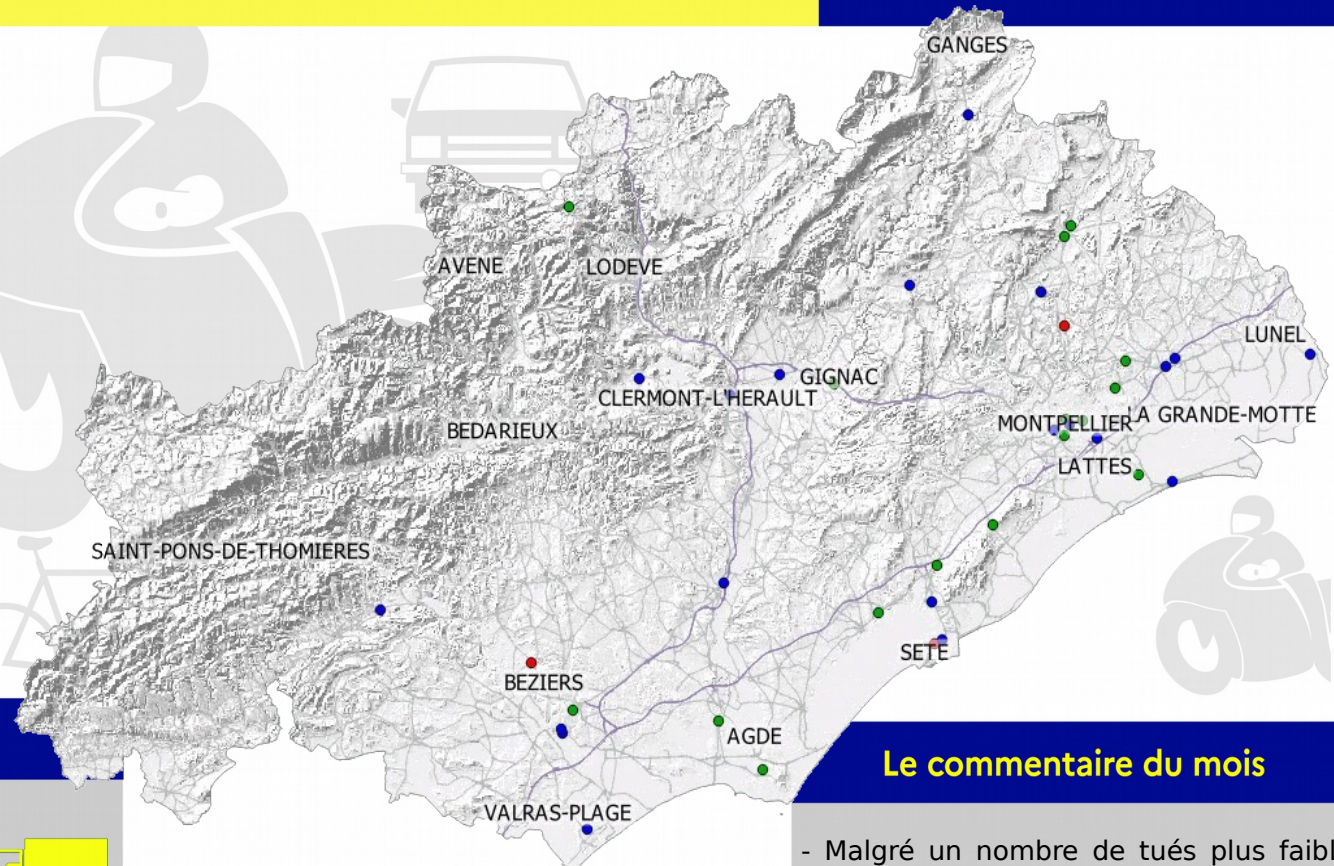 GANGES
AVENE
LODEVE
LUNEL
GIGNAC
CLERMONT-L'HERAULT
LA GRANDE-MOTTE
MONTPELLIER
BEDARIEUX
LATTES
SAINT-PONS-DE-THOMIERES
SETE
BEZIERS
AGDE
Le commentaire du mois
VALRAS-PLAGE
- Malgré un nombre de tués plus